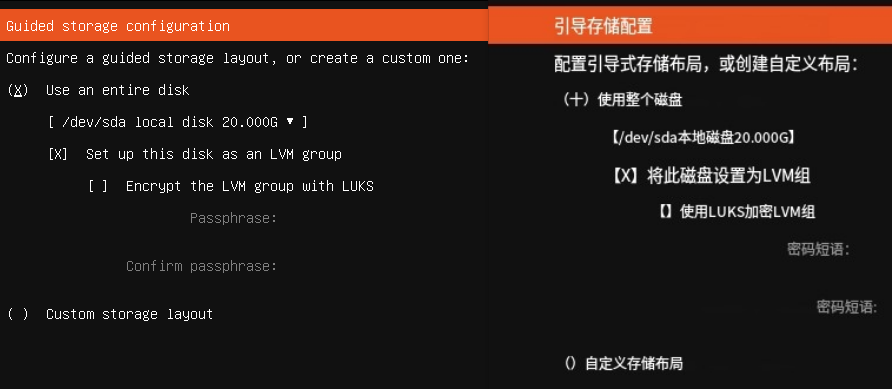 Guided storage configuration
Configure a guided storage layout, or create a custom one:
(X) Use an entire disk
[ /dev/sda local disk 20.000G ▾ ]
[X] Set up this disk as an LVM group
[ ] Encrypt the LVM group with LUKS
Passphrase:
Confirm passphrase:
( ) Custom storage layout
引导存储配置
配置引导式存储布局，或创建自定义布局：
（十）使用整个磁盘
【/dev/sda本地磁盘20.000G】
【X】将此磁盘设置为LVM组
【】使用LUKS加密LVM组
密码短语：
密码短语：
（）自定义存储布局